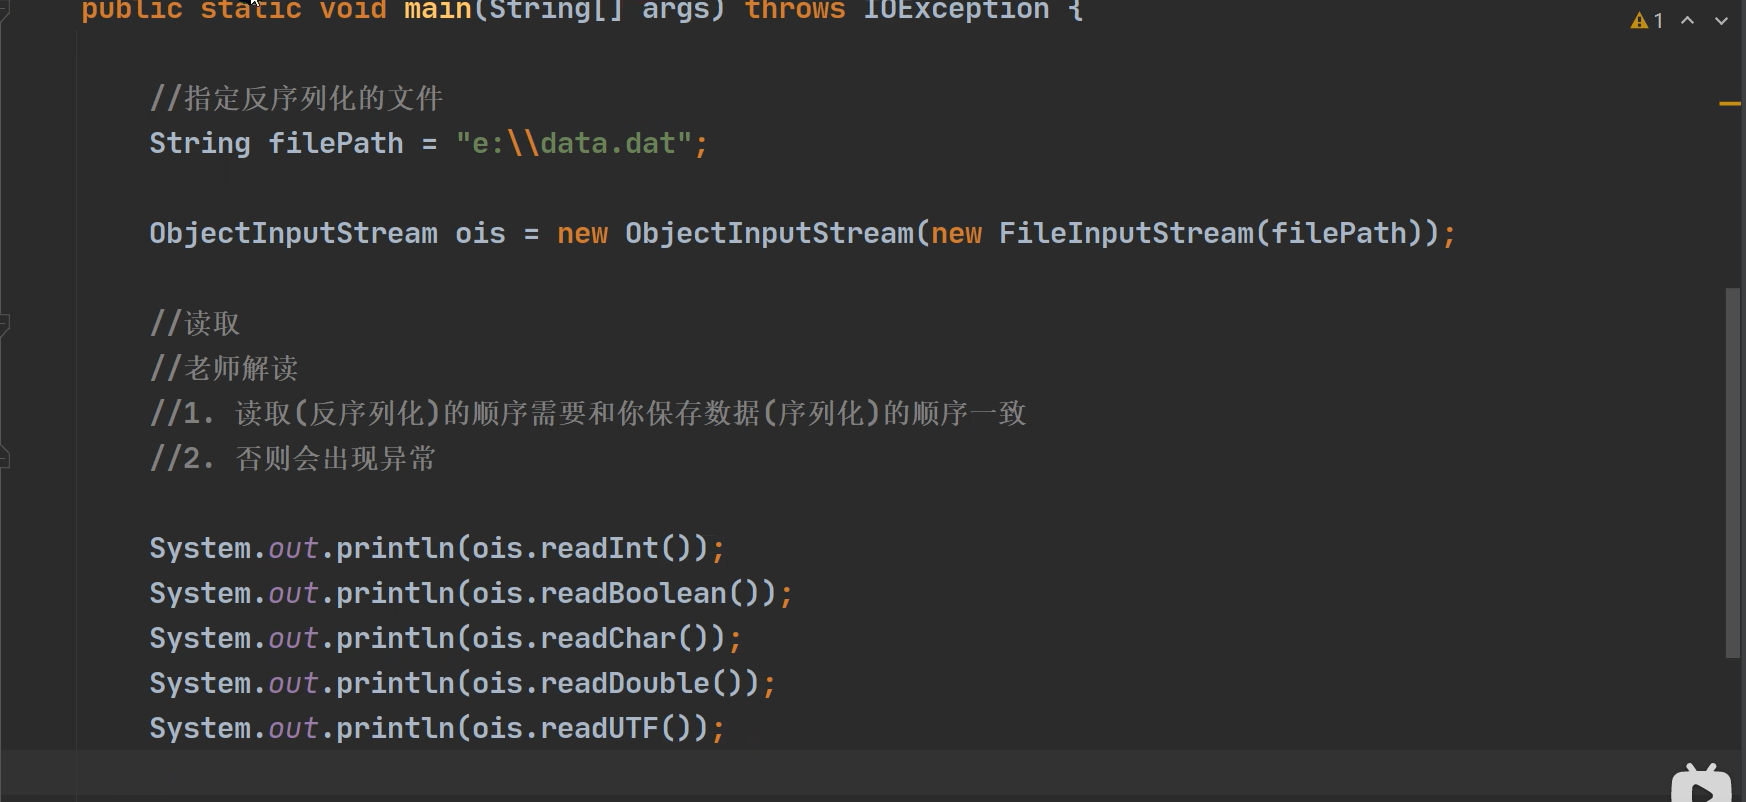 public static void main(String[] args) throws IOException {
1
//指定反序列化的文件
String filePath = "e:\\data.dat";
ObjectInputStream ois = new ObjectInputStream(new FileInputStream(filePath));
//读取
//老师解读
//1. 读取(反序列化)的顺序需要和你保存数据(序列化)的顺序一致
//2. 否则会出现异常
System.out.println(ois.readInt());
System.out.println(ois.readBoolean());
System.out.println(ois.readChar());
System.out.println(ois.readDouble());
System.out.println(ois.readUTF());